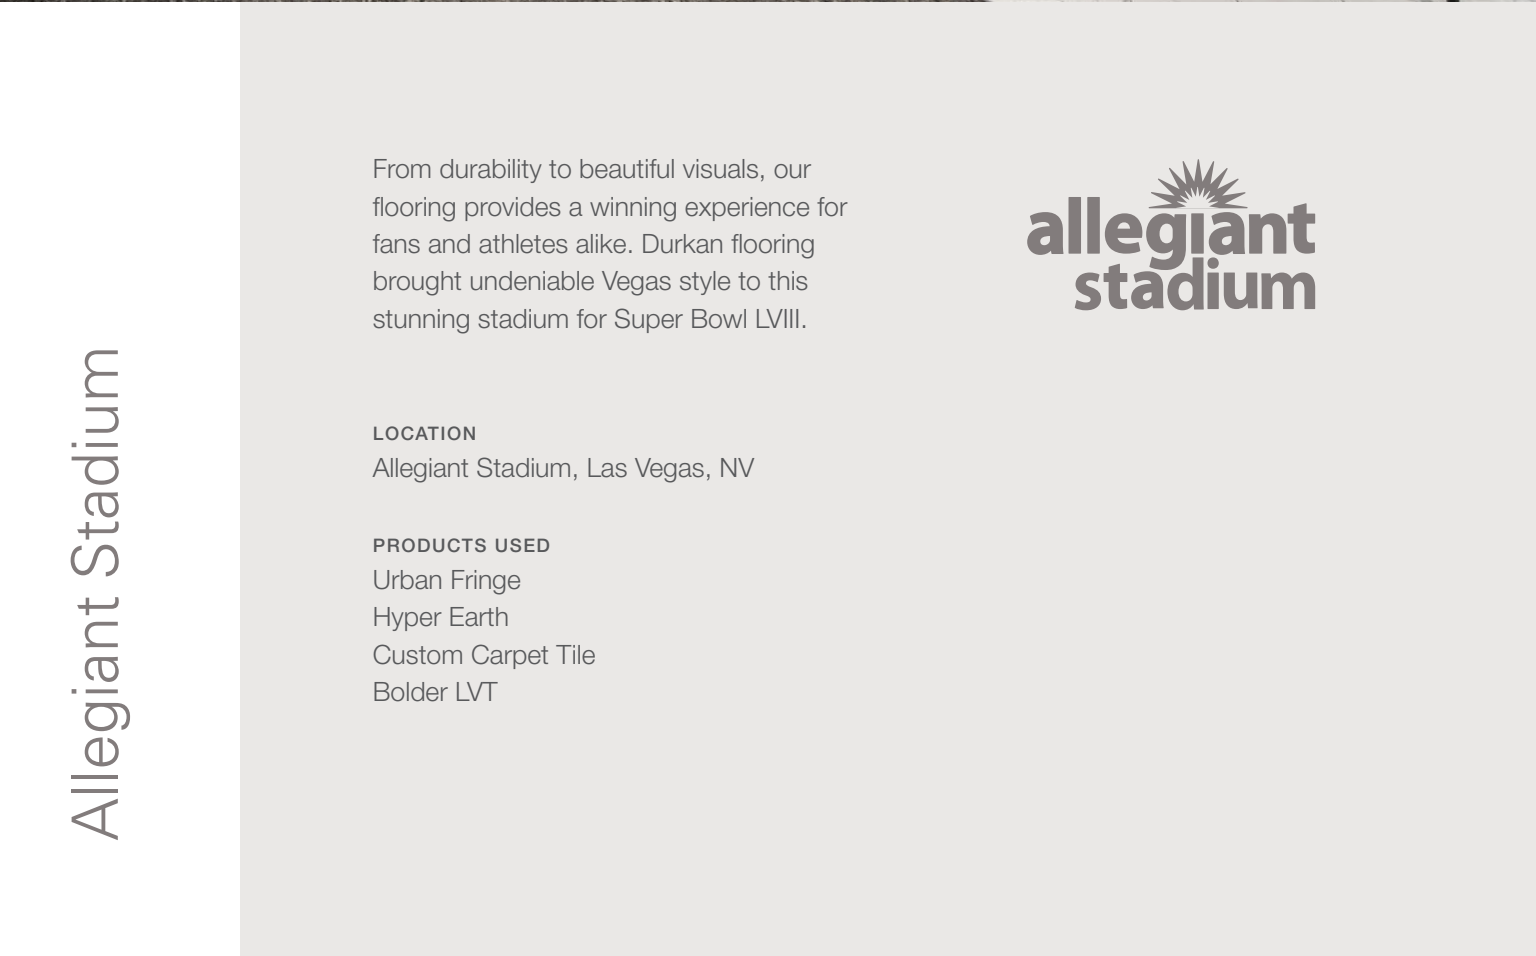 Allegiant Stadium
From durability to beautiful visuals, our
flooring provides a winning experience for
fans and athletes alike. Durkan flooring
brought undeniable Vegas style to this
stunning stadium for Super Bowl LVIII.
allegiant
stadium
LOCATION
Allegiant Stadium, Las Vegas, NV
PRODUCTS USED
Urban Fringe
Hyper Earth
Custom Carpet Tile
Bolder LVT